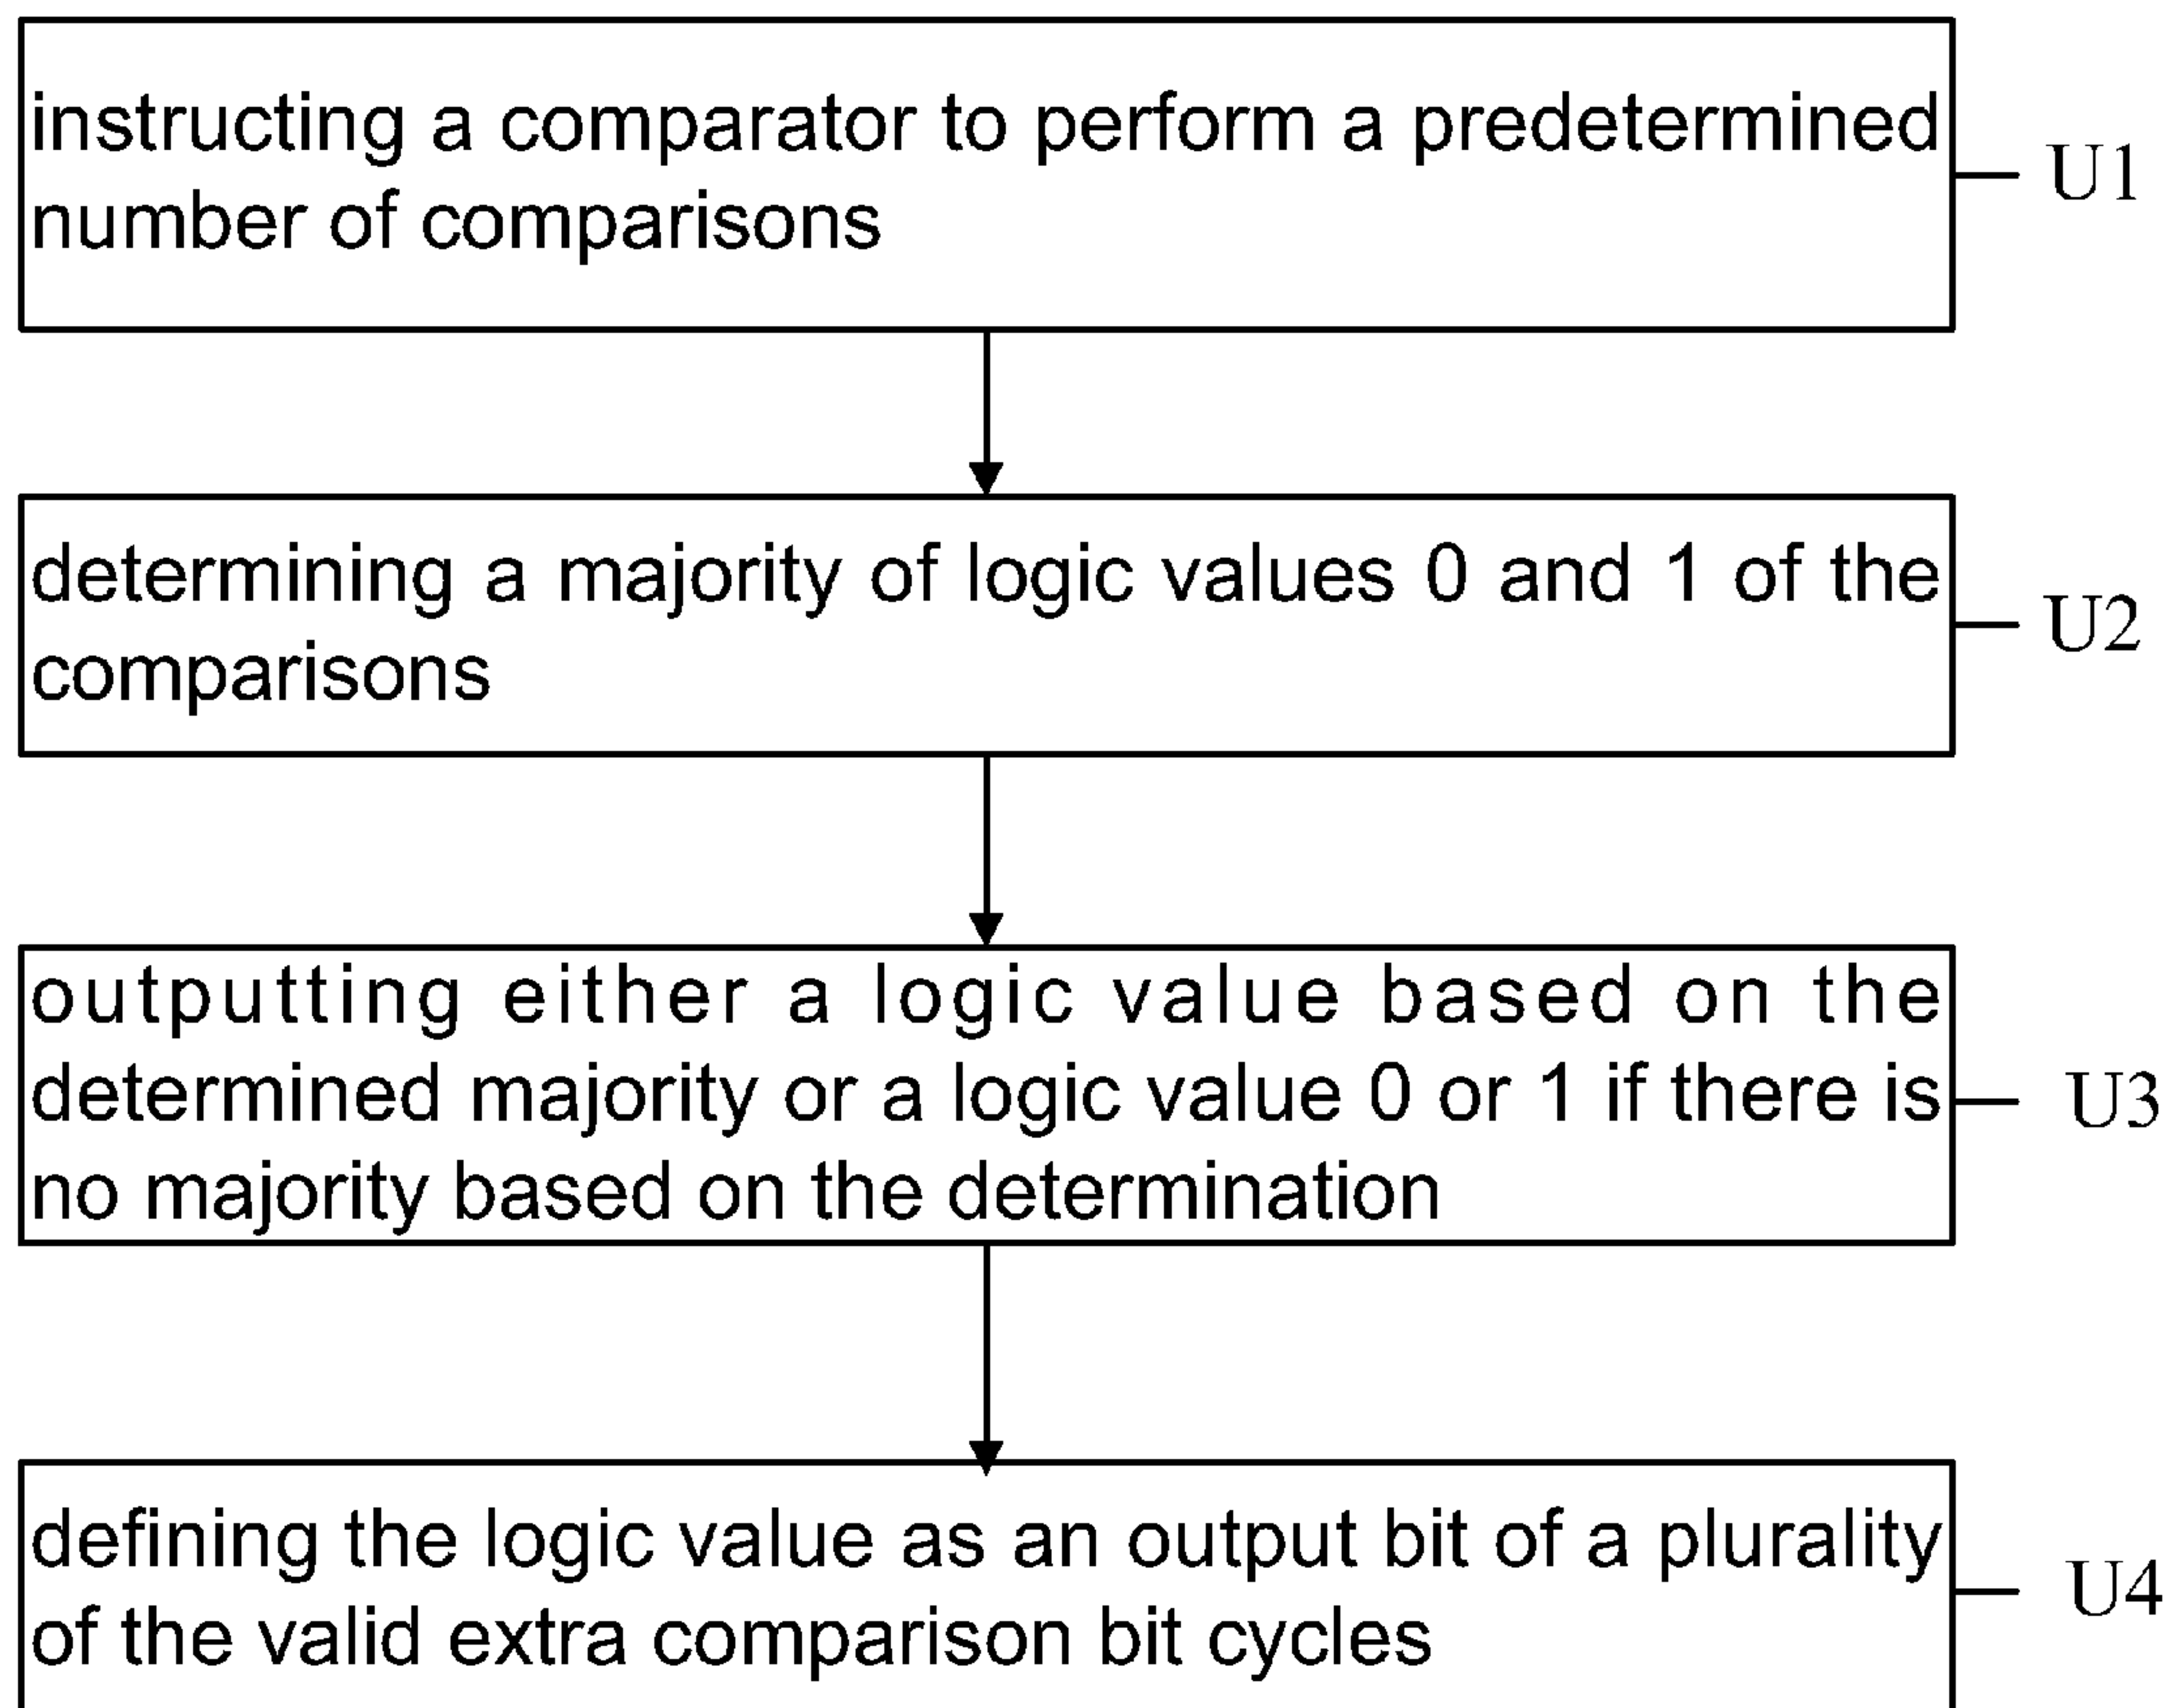 instructing a comparator to perform a predetermined
number of comparisons
U1
determining a majority of logic values 0 and 1 of the
comparisons
U2
outputting either a logic value based on the
determined majority or a logic value 0 or 1 if there is
no majority based on the determination
U3
defining the logic value as an output bit of a plurality
of the valid extra comparison bit cycles
U4